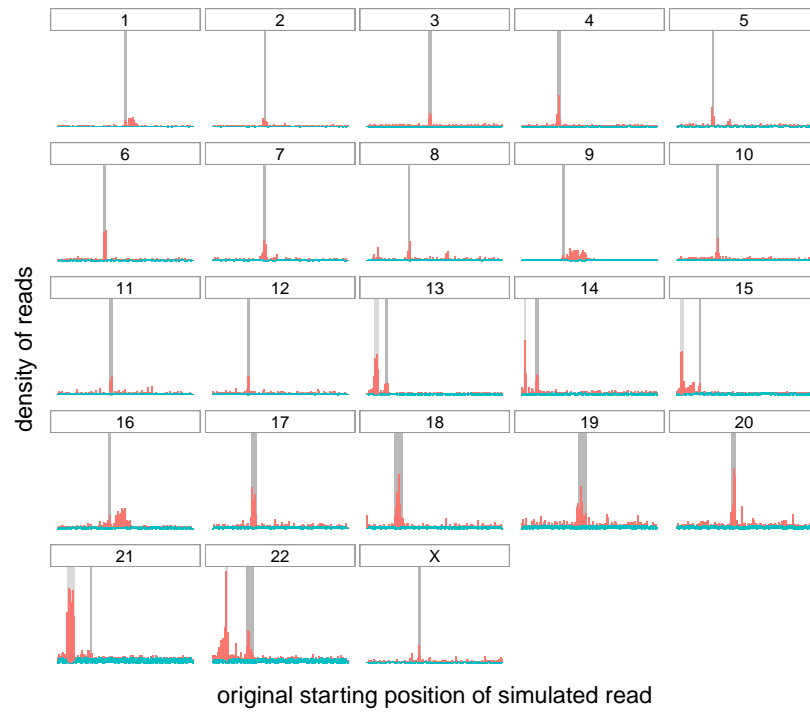 1 2 3 4 5
6 7 8 9 10
11 12 13 14 15
16 17 18 19 20
21 22 X
density of reads
original starting position of simulated read